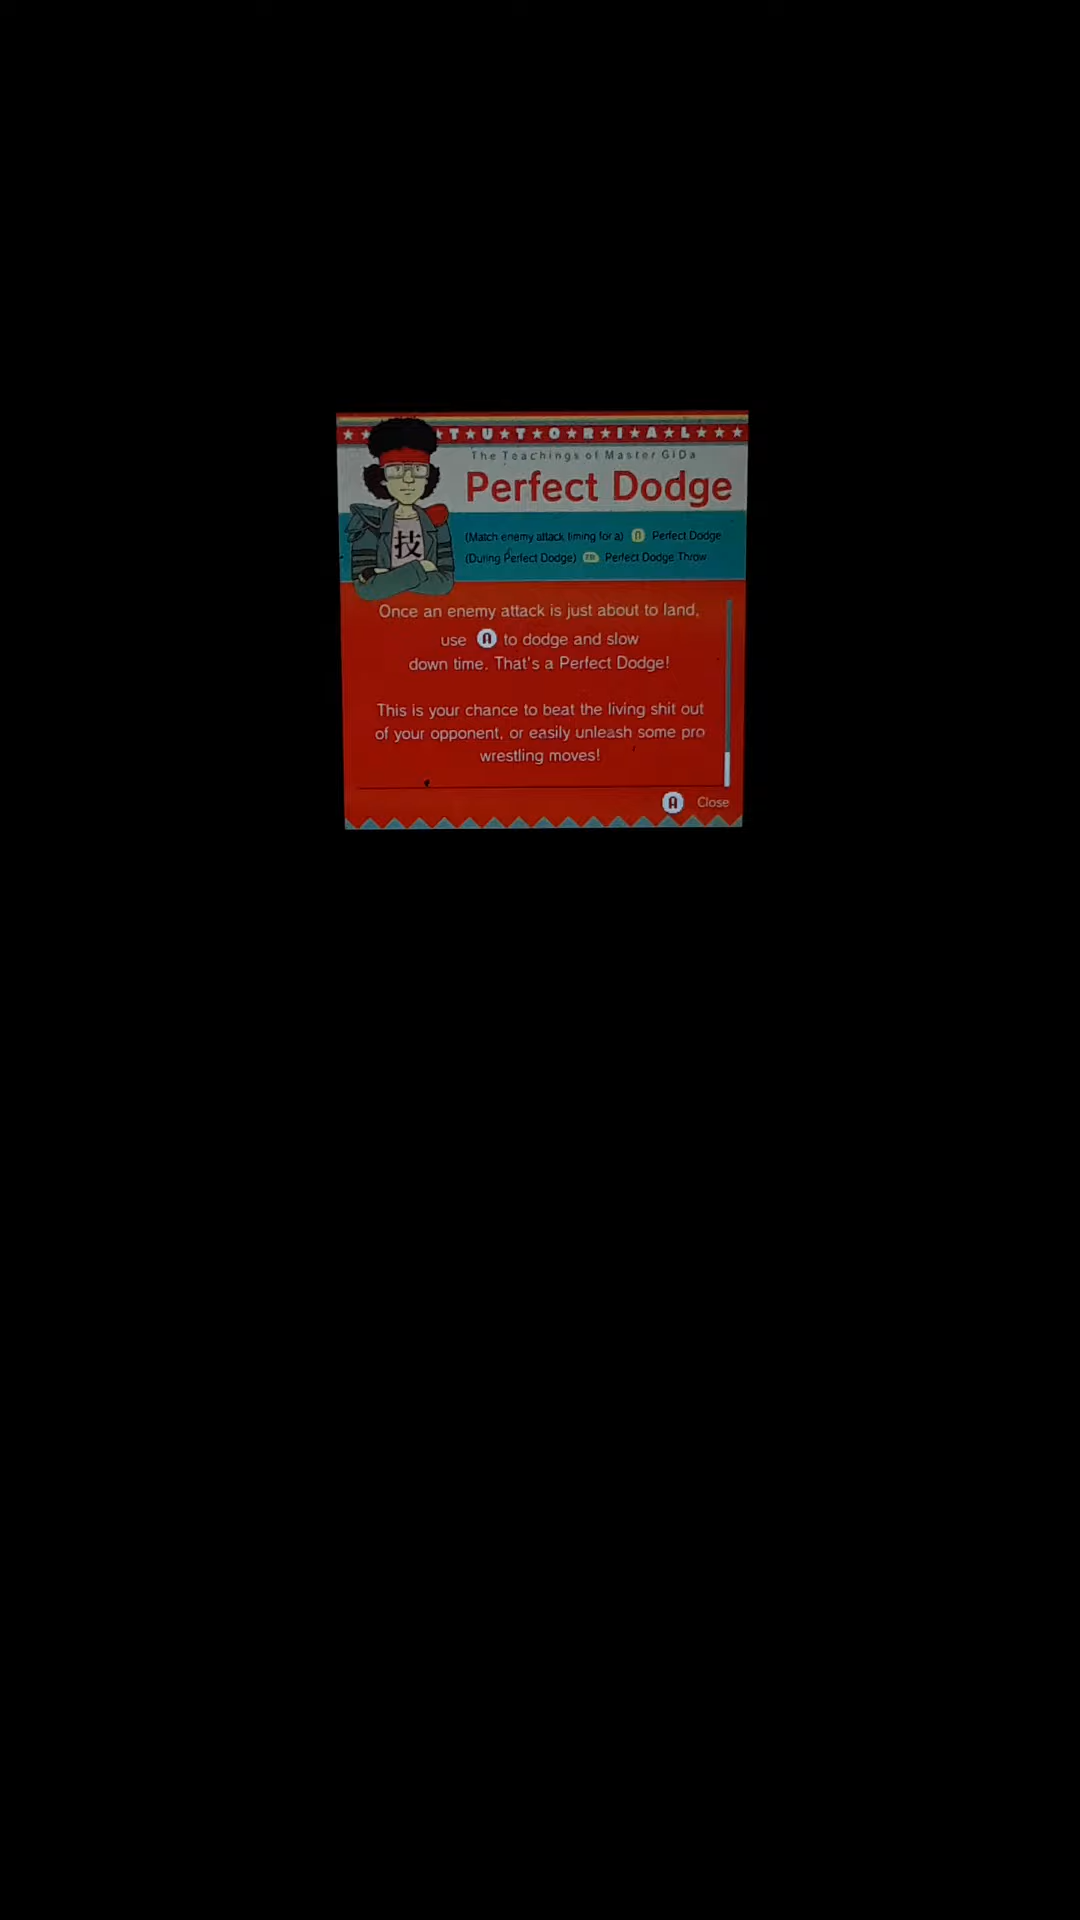 TUTORIAL
The Teachings of Master GiDa
Perfect Dodge
(Match enemy attack timing for a) A Perfect Dodge
(During Perfect Dodge) ZR Perfect Dodge Throw
技
Once an enemy attack is just about to land,
use A to dodge and slow
down time. That's a Perfect Dodge!
This is your chance to beat the living shit out
of your opponent, or easily unleash some pro
wrestling moves!
A Close